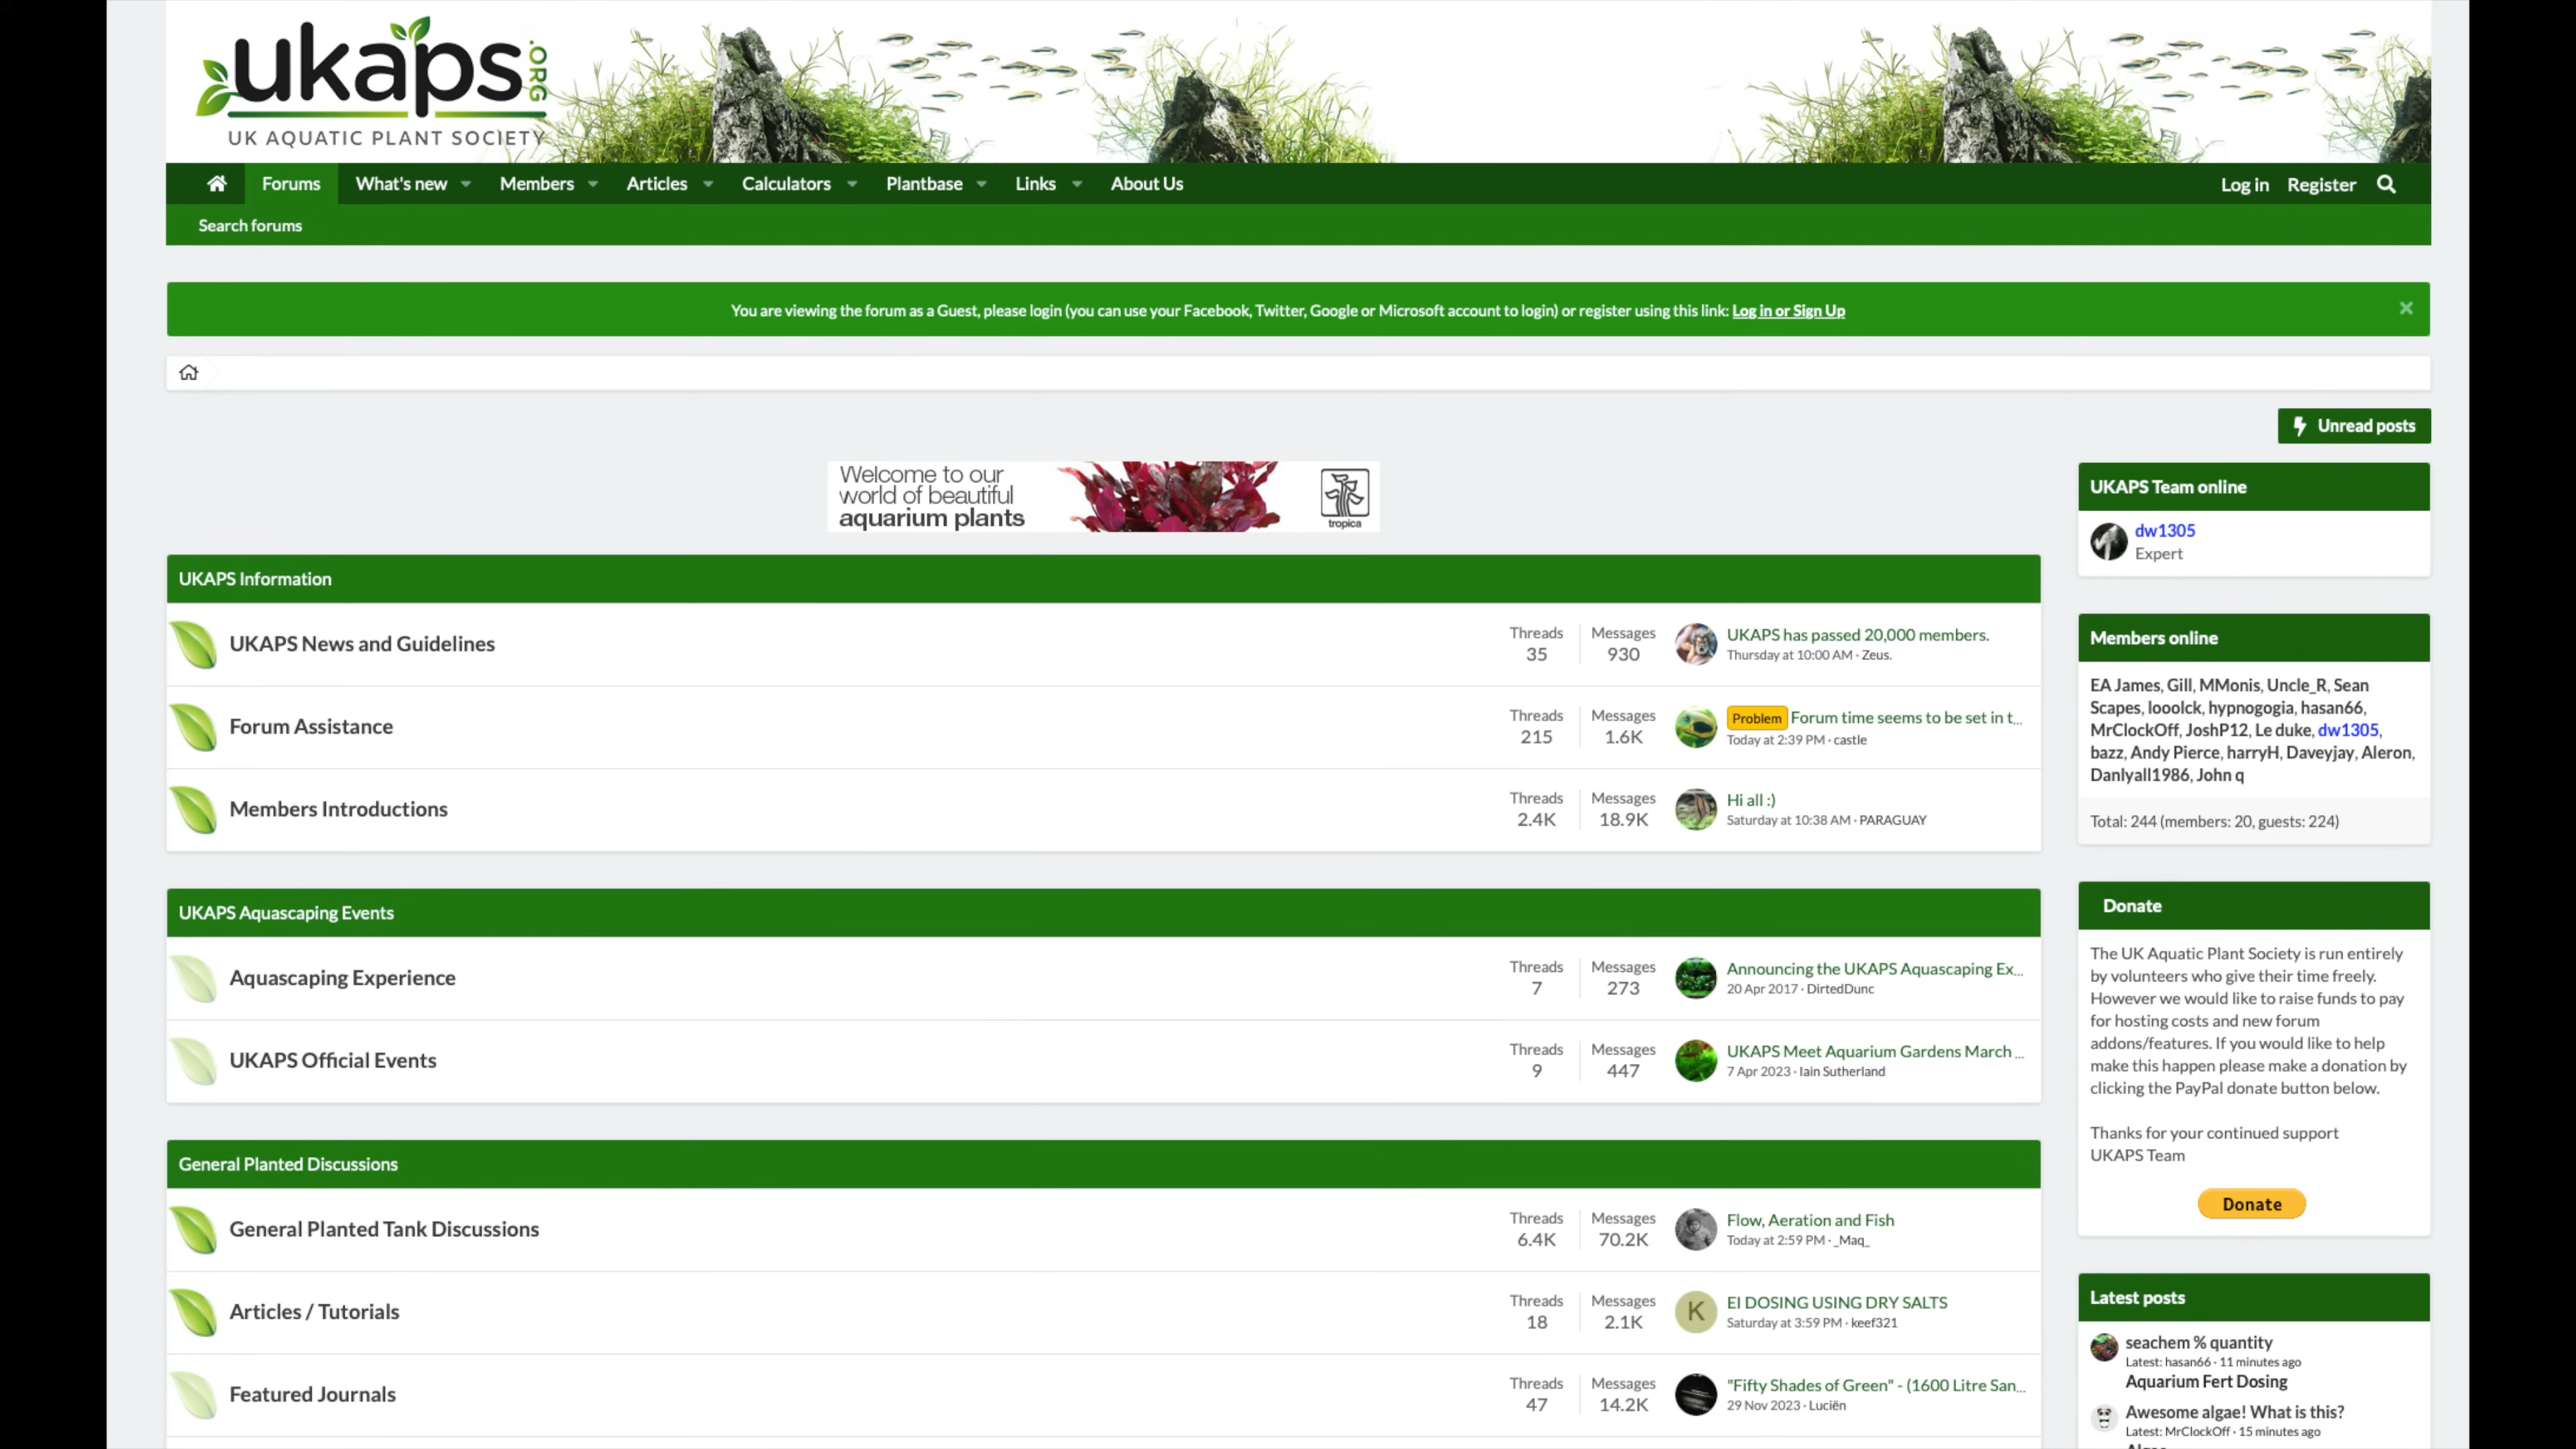 ukaps.ORG
UK AQUATIC PLANT SOCIETY
Forums What's new Members Articles Calculators Plantbase Links About Us Log in Register
Search forums
You are viewing the forum as a Guest, please login (you can use your Facebook, Twitter, Google or Microsoft account to login) or register using this link: Log in or Sign Up
Unread posts
Welcome to our
world of beautiful
aquarium plants
tropica
UKAPS Information
UKAPS News and Guidelines
Threads
35
Messages
930
UKAPS has passed 20,000 members.
Thursday at 10:00 AM · Zeus.
Forum Assistance
Threads
215
Messages
1.6K
Problem Forum time seems to be set in t...
Today at 2:39 PM · castle
Members Introductions
Threads
2.4K
Messages
18.9K
Hi all :)
Saturday at 10:38 AM · PARAGUAY
UKAPS Aquascaping Events
Aquascaping Experience
Threads
7
Messages
273
Announcing the UKAPS Aquascaping Ex...
20 Apr 2017 · DirtedDunc
UKAPS Official Events
Threads
9
Messages
447
UKAPS Meet Aquarium Gardens March ...
7 Apr 2023 · Iain Sutherland
General Planted Discussions
General Planted Tank Discussions
Threads
6.4K
Messages
70.2K
Flow, Aeration and Fish
Today at 2:59 PM · _Maq_
Articles / Tutorials
Threads
18
Messages
2.1K
K
EI DOSING USING DRY SALTS
Saturday at 3:59 PM · keef321
Featured Journals
Threads
47
Messages
14.2K
"Fifty Shades of Green" - (1600 Litre San...
29 Nov 2023 · Luciën
UKAPS Team online
dw1305
Expert
Members online
EA James, Gill, MMonis, Uncle_R, Sean
Scapes, looolck, hypnogogia, hasan66,
MrClockOff, JoshP12, Le duke, dw1305,
bazz, Andy Pierce, harryH, Daveyjay, Aleron,
Danlyall1986, John q
Total: 244 (members: 20, guests: 224)
Donate
The UK Aquatic Plant Society is run entirely
by volunteers who give their time freely.
However we would like to raise funds to pay
for hosting costs and new forum
addons/features. If you would like to help
make this happen please make a donation by
clicking the PayPal donate button below.
Thanks for your continued support
UKAPS Team
Donate
Latest posts
seachem % quantity
Latest: hasan66 · 11 minutes ago
Aquarium Fert Dosing
Awesome algae! What is this?
Latest: MrClockOff · 15 minutes ago